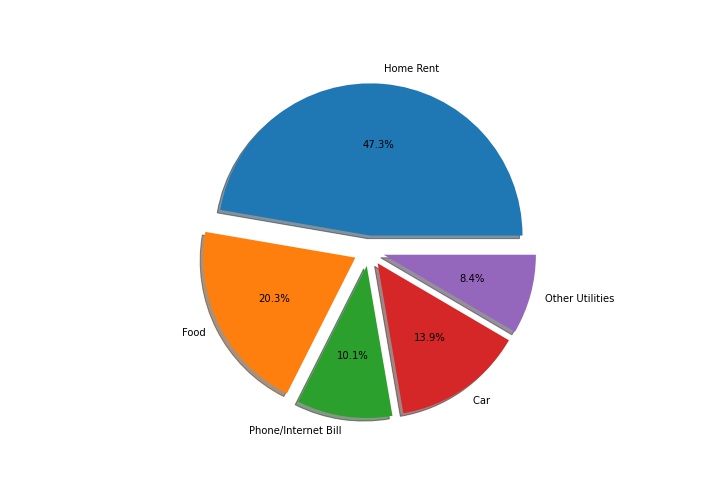 Home Rent
47.3%
8.4%
20.3%
Other Utilities
Food
13.9%
10.1%
Car
Phone/Internet Bill